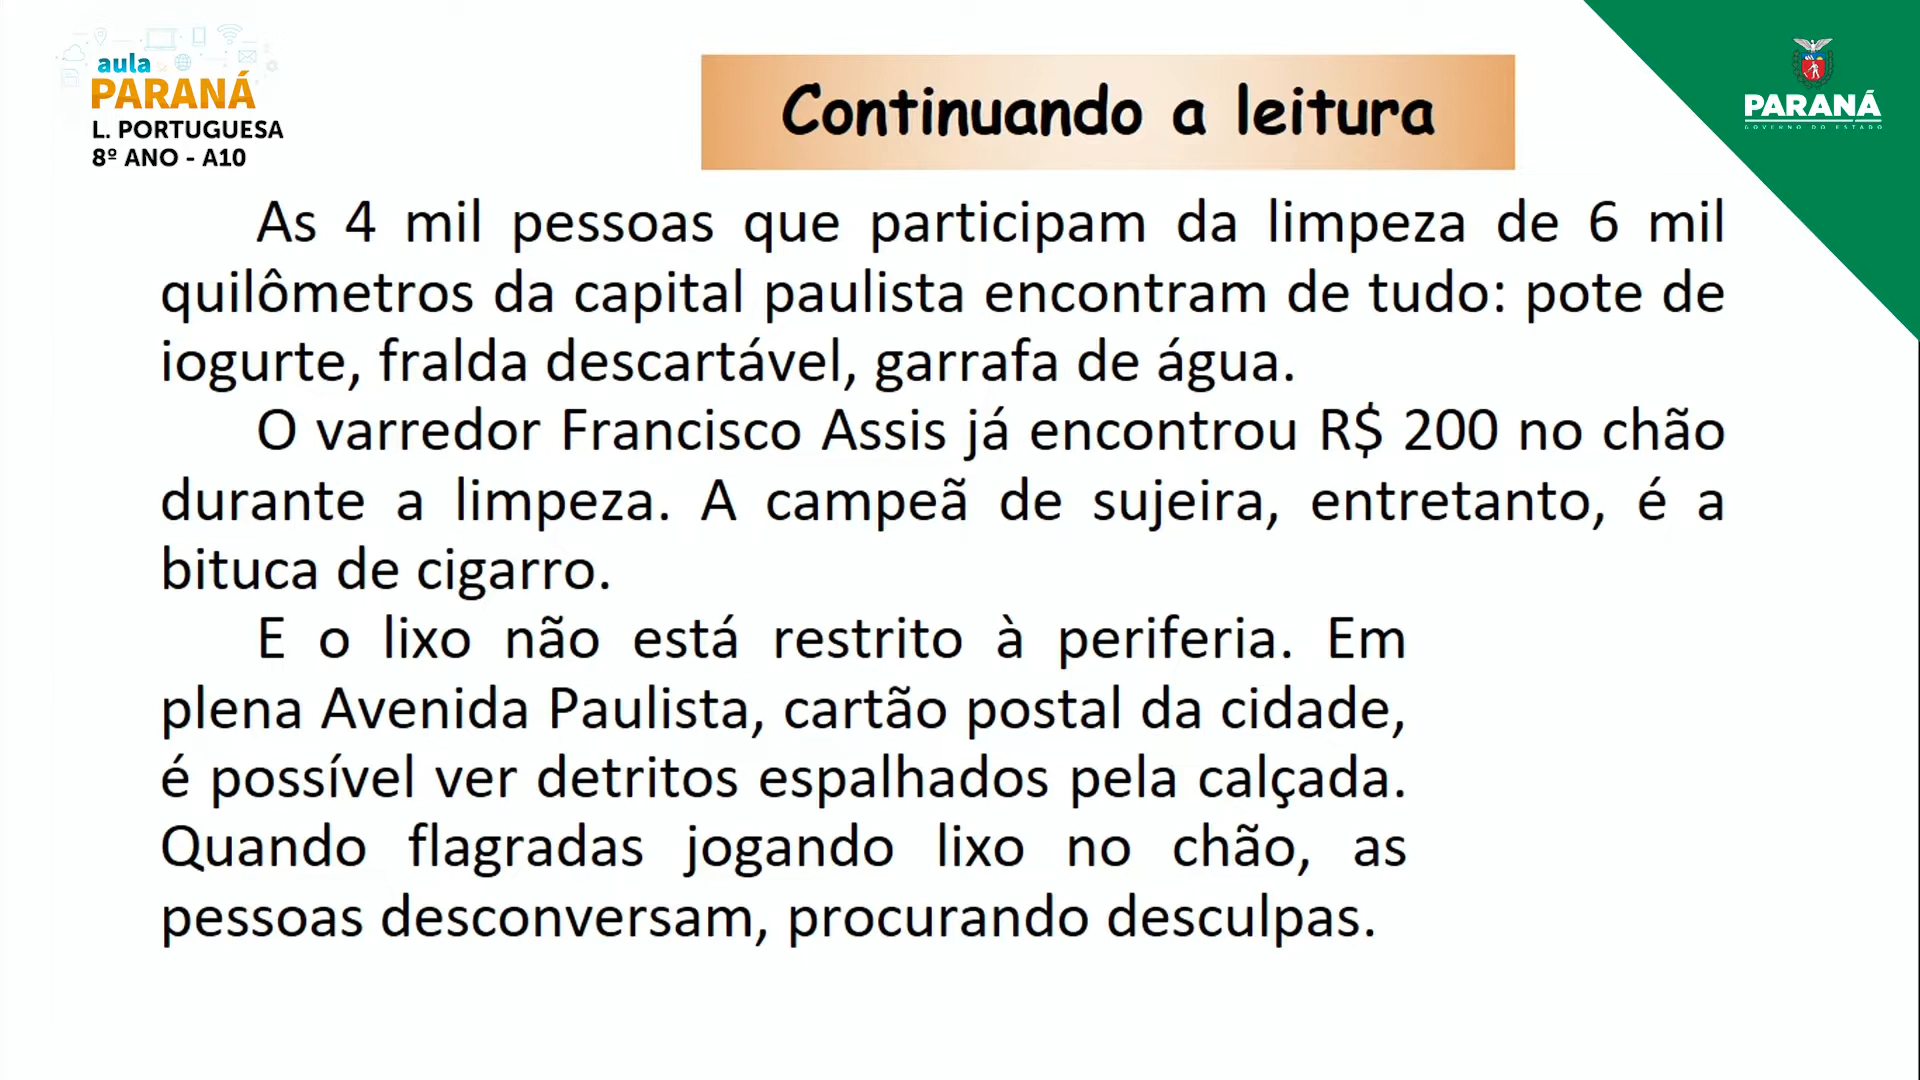 aula
PARANÁ
L. PORTUGUESA
8º ANO - A10
Continuando a leitura
PARANÁ
GOVERNO DO ESTADO
As 4 mil pessoas que participam da limpeza de 6 mil
quilômetros da capital paulista encontram de tudo: pote de
iogurte, fralda descartável, garrafa de água.
O varredor Francisco Assis já encontrou R$ 200 no chão
durante a limpeza. A campeã de sujeira, entretanto, é a
bituca de cigarro.
E o lixo não está restrito à periferia. Em
plena Avenida Paulista, cartão postal da cidade,
é possível ver detritos espalhados pela calçada.
Quando flagradas jogando lixo no chão, as
pessoas desconversam, procurando desculpas.